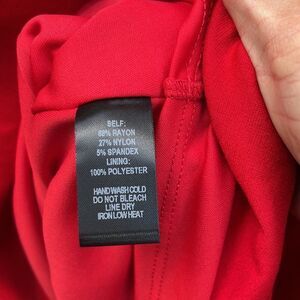 SELF:
68% RAYON
27% NYLON
5% SPANDEX
LINING:
100% POLYESTER
HAND WASH COLD
DO NOT BLEACH
LINE DRY
IRON LOW HEAT